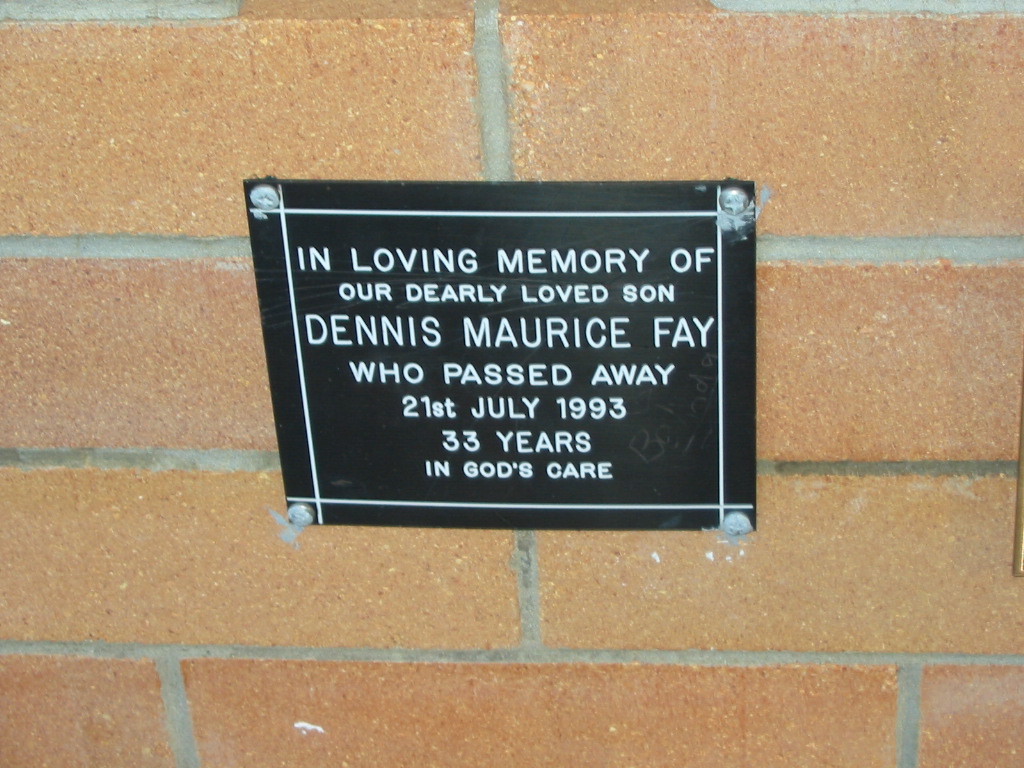 IN LOVING MEMORY OF
OUR DEARLY LOVED SON
DENNIS MAURICE FAY
WHO PASSED AWAY
21st JULY 1993
33 YEARS
IN GOD'S CARE